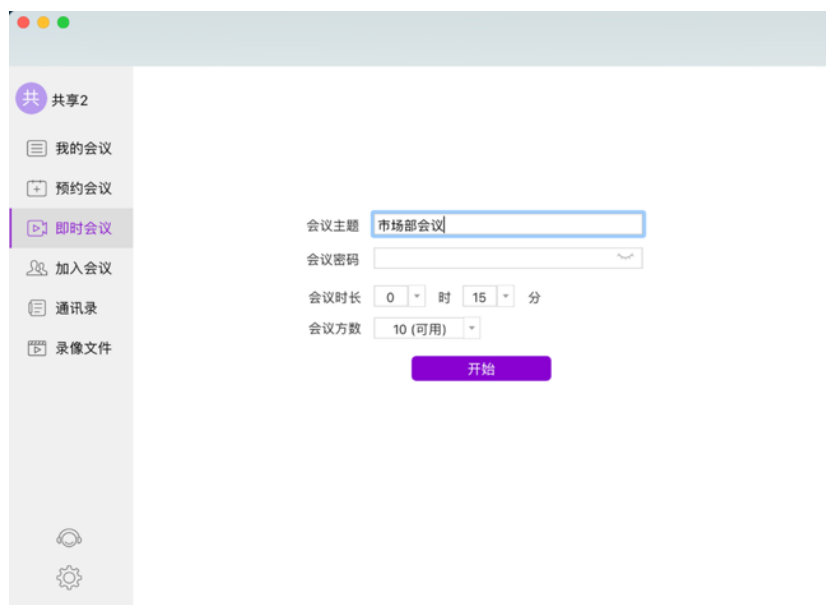 共 共享2
我的会议
预约会议
即时会议
加入会议
通讯录
录像文件
会议主题 市场部会议
会议密码
会议时长 0 时 15 分
会议方数 10 (可用)
开始